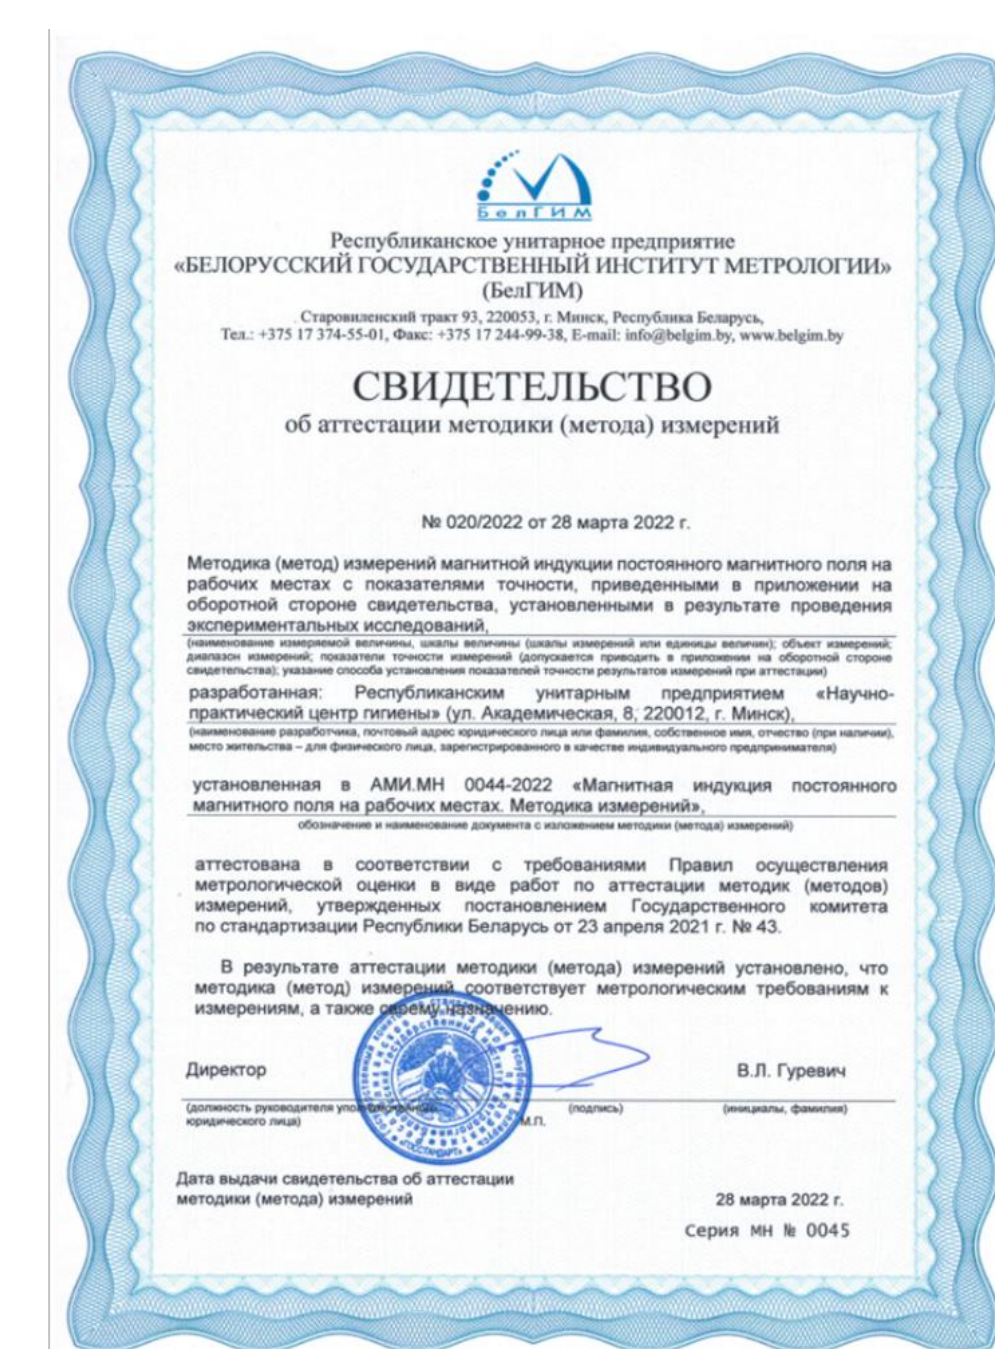 БелГИМ
Республиканское унитарное предприятие
«БЕЛОРУССКИЙ ГОСУДАРСТВЕННЫЙ ИНСТИТУТ МЕТРОЛОГИИ»
(БелГИМ)
Старовиленский тракт 93, 220053, г. Минск, Республика Беларусь,
Тел.: +375 17 374-55-01, Факс: +375 17 244-99-38, E-mail: info@belgim.by, www.belgim.by
СВИДЕТЕЛЬСТВО
об аттестации методики (метода) измерений
№ 020/2022 от 28 марта 2022 г.
Методика (метод) измерений магнитной индукции постоянного магнитного поля на
рабочих местах с показателями точности, приведенными в приложении на
оборотной стороне свидетельства, установленными в результате проведения
экспериментальных исследований,
(наименование измеряемой величины, шкалы величины (шкалы измерений или единицы величин); объект измерений;
диапазон измерений; показатели точности измерений (допускается приводить в приложении на оборотной стороне
свидетельства); указание способа установления показателей точности результатов измерений при аттестации)
разработанная: Республиканским унитарным предприятием «Научно-
практический центр гигиены» (ул. Академическая, 8, 220012, г. Минск),
(наименование разработчика, почтовый адрес юридического лица или фамилия, собственное имя, отчество (при наличии),
место жительства – для физического лица, зарегистрированного в качестве индивидуального предпринимателя)
установленная в АМИ.МН 0044-2022 «Магнитная индукция постоянного
магнитного поля на рабочих местах. Методика измерений»,
обозначение и наименование документа с изложением методики (метода) измерений)
аттестована в соответствии с требованиями Правил осуществления
метрологической оценки в виде работ по аттестации методик (методов)
измерений, утвержденных постановлением Государственного комитета
по стандартизации Республики Беларусь от 23 апреля 2021 г. № 43.
В результате аттестации методики (метода) измерений установлено, что
методика (метод) измерений соответствует метрологическим требованиям к
измерениям, а также своему назначению.
Директор
В.Л. Гуревич
(должность руководителя уполномоченного
юридического лица)
(подпись)
(инициалы, фамилия)
М.П.
Дата выдачи свидетельства об аттестации
методики (метода) измерений
28 марта 2022 г.
Серия МН № 0045